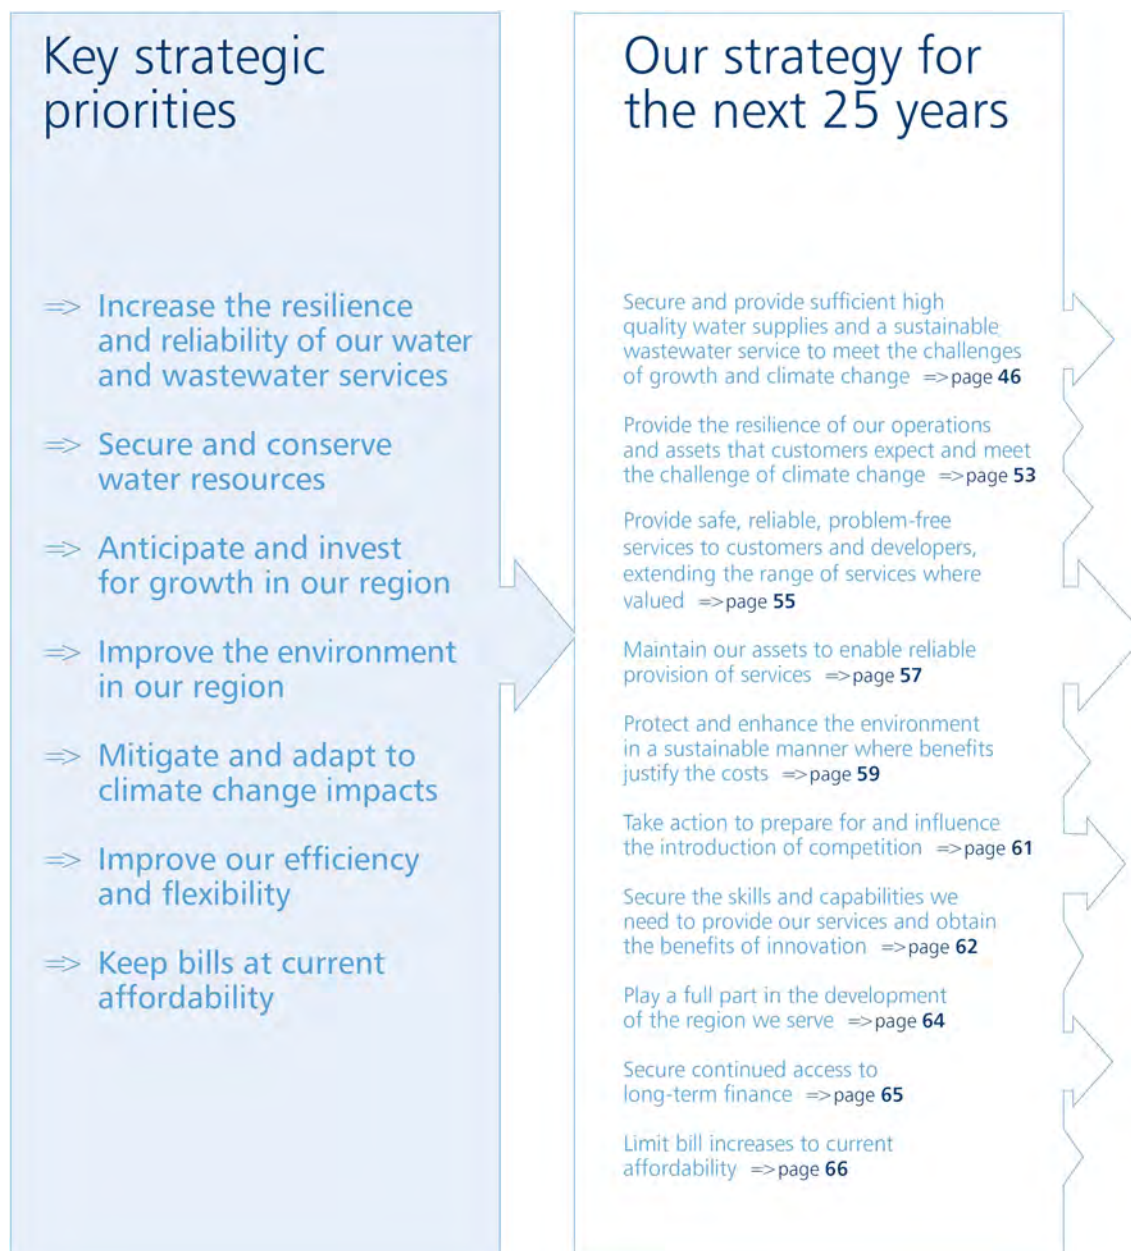 Key strategic
priorities
=> Increase the resilience
and reliability of our water
and wastewater services
=> Secure and conserve
water resources
=> Anticipate and invest
for growth in our region
=> Improve the environment
in our region
=> Mitigate and adapt to
climate change impacts
=> Improve our efficiency
and flexibility
=> Keep bills at current
affordability
Our strategy for
the next 25 years
Secure and provide sufficient high
quality water supplies and a sustainable
wastewater service to meet the challenges
of growth and climate change =>page 46
Provide the resilience of our operations
and assets that customers expect and meet
the challenge of climate change =>page 53
Provide safe, reliable, problem-free
services to customers and developers,
extending the range of services where
valued =>page 55
Maintain our assets to enable reliable
provision of services =>page 57
Protect and enhance the environment
in a sustainable manner where benefits
justify the costs =>page 59
Take action to prepare for and influence
the introduction of competition =>page 61
Secure the skills and capabilities we
need to provide our services and obtain
the benefits of innovation =>page 62
Play a full part in the development
of the region we serve =>page 64
Secure continued access to
long-term finance =>page 65
Limit bill increases to current
affordability =>page 66